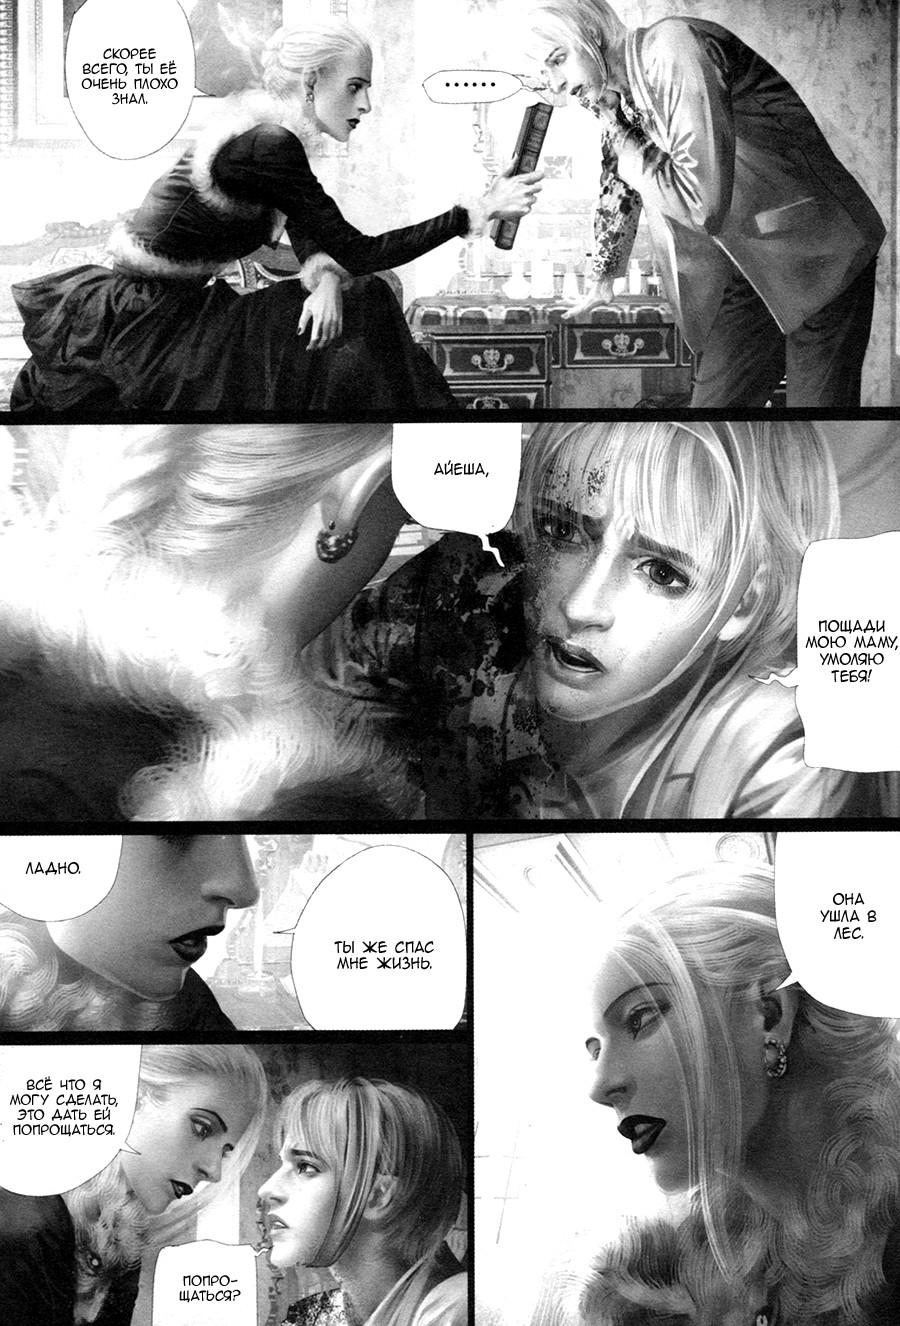 СКОРЕЕ
ВСЕГО, ТЫ ЕЁ
ОЧЕНЬ ПЛОХО
ЗНАЛ.
......
АЙЕША,
ПОЩАДИ
МОЮ МАМУ,
УМОЛЯЮ
ТЕБЯ!
ЛАДНО.
ТЫ ЖЕ СПАС
МНЕ ЖИЗНЬ.
ОНА
УШЛА В
ЛЕС.
ВСЁ ЧТО Я
МОГУ СДЕЛАТЬ,
ЭТО ДАТЬ ЕЙ
ПОПРОЩАТЬСЯ.
ПОПРО-
ЩАТЬСЯ?